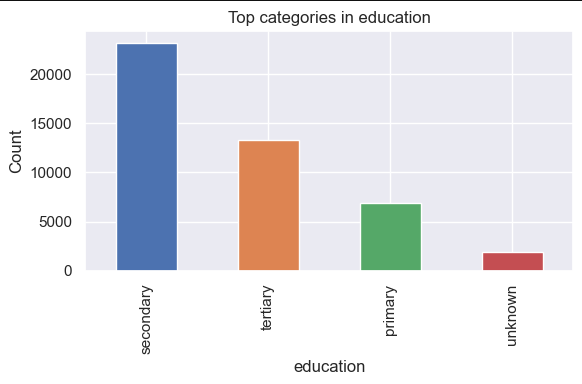 Top categories in education
Count
20000
15000
10000
5000
0
secondary
tertiary
primary
unknown
education